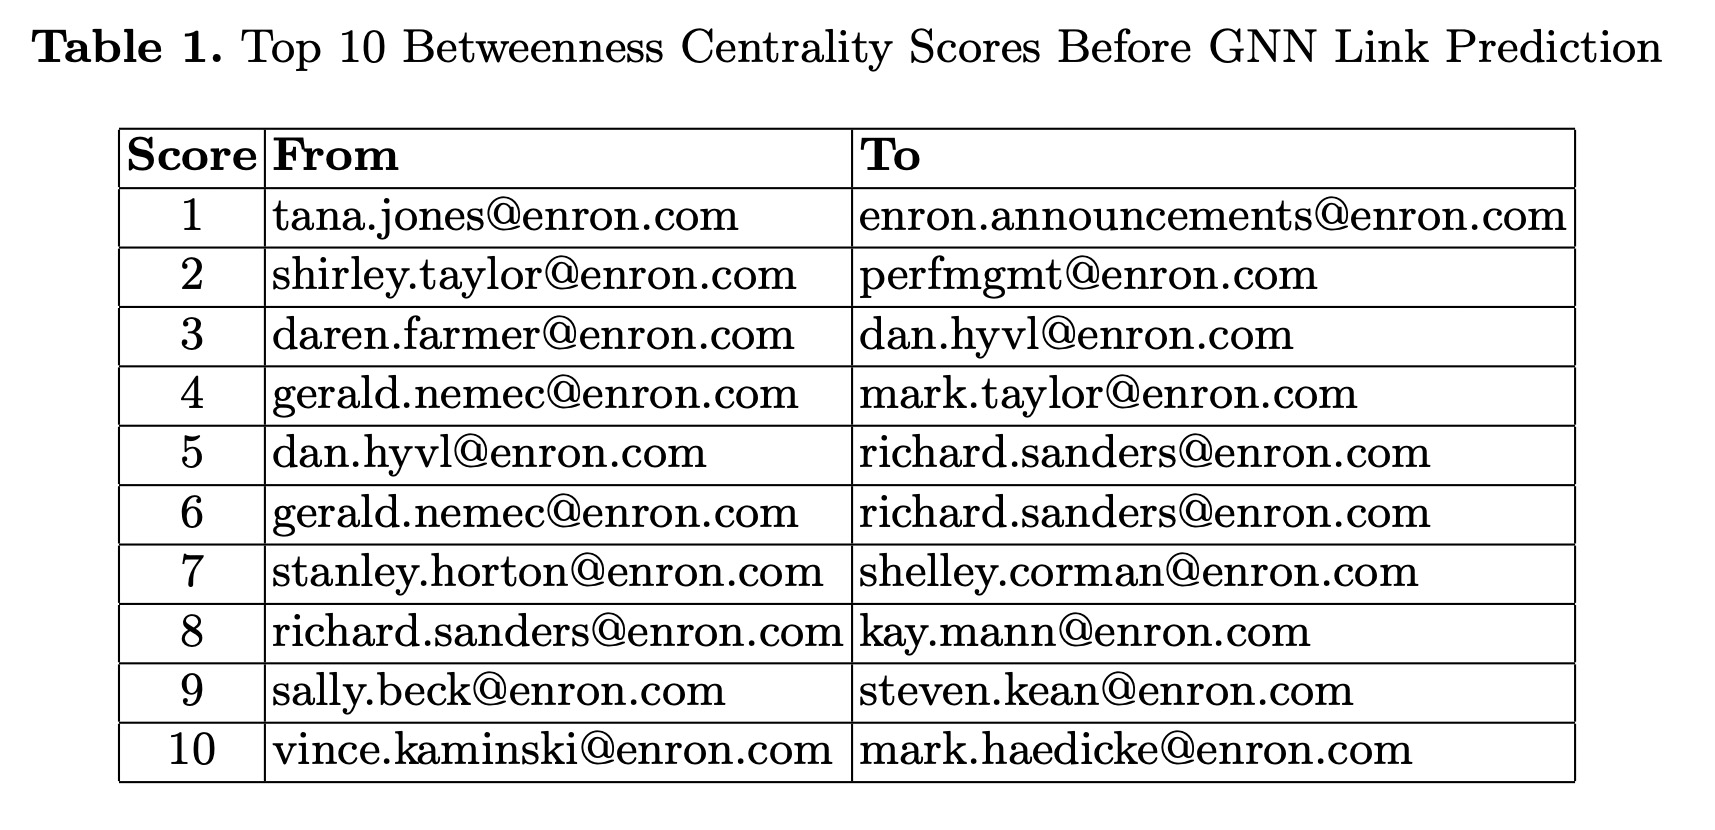 Table 1. Top 10 Betweenness Centrality Scores Before GNN Link Prediction
Score From To
1 tana.jones@enron.com enron.announcements@enron.com
2 shirley.taylor@enron.com perfmgmt@enron.com
3 daren.farmer@enron.com dan.hyvl@enron.com
4 gerald.nemec@enron.com mark.taylor@enron.com
5 dan.hyvl@enron.com richard.sanders@enron.com
6 gerald.nemec@enron.com richard.sanders@enron.com
7 stanley.horton@enron.com shelley.corman@enron.com
8 richard.sanders@enron.com kay.mann@enron.com
9 sally.beck@enron.com steven.kean@enron.com
10 vince.kaminski@enron.com mark.haedicke@enron.com